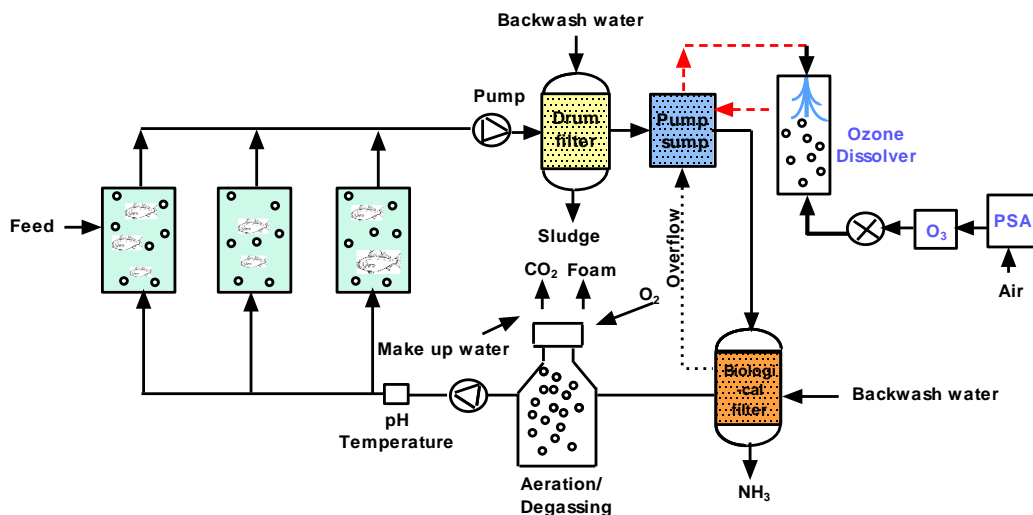 Backwash water
Pump
Drum
filter
Pump
sump
Ozone
Dissolver
Feed
Sludge
Overflow
O3
PSA
Air
CO2
Foam
O2
Make up water
Biologi
-cal
filter
Backwash water
pH
Temperature
Aeration/
Degassing
NH3